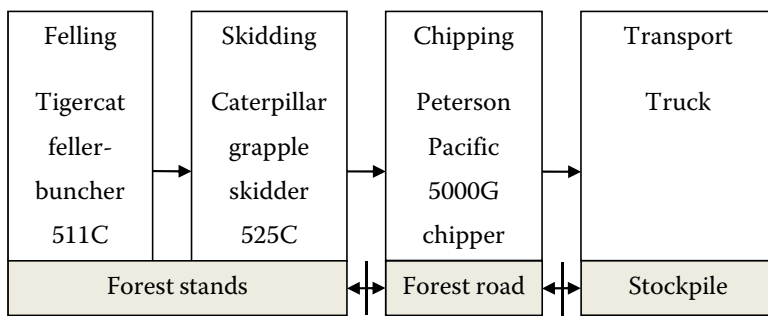 Felling
Tigercat
feller-
buncher
511C
Skidding
Caterpillar
grapple
skidder
525C
Chipping
Peterson
Pacific
5000G
chipper
Transport
Truck
Forest stands
Forest road
Stockpile